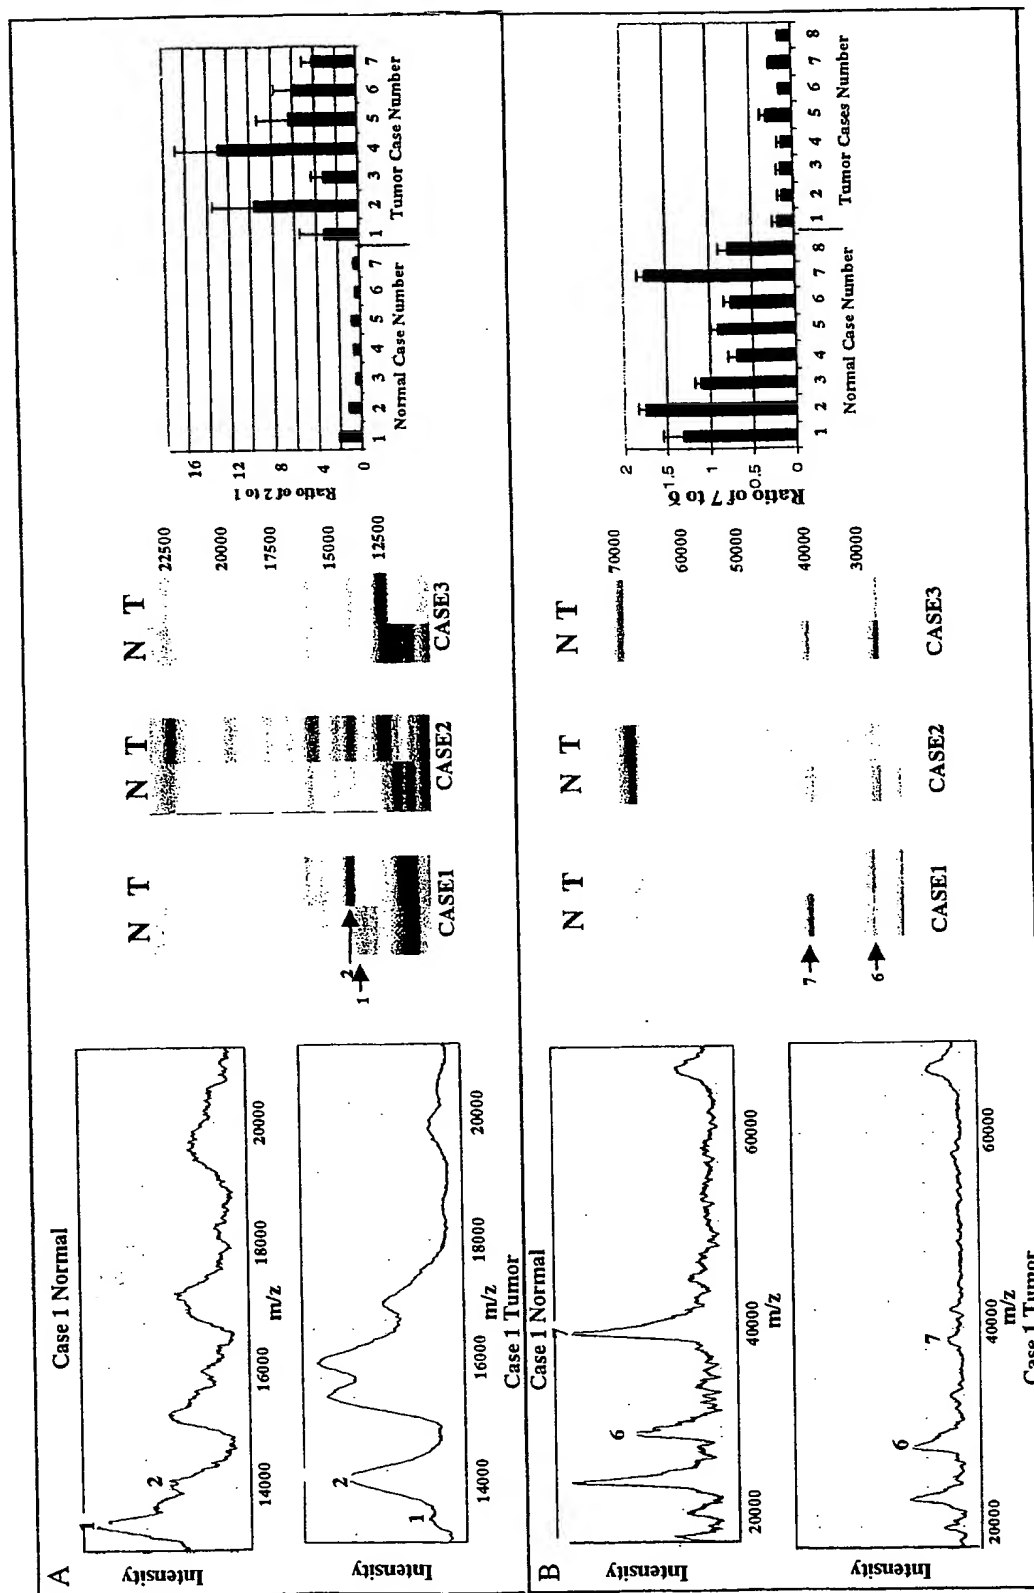 A
Case 1 Normal
Intensity
1
2
14000 16000 18000 20000
m/z
Intensity
1
2
14000 16000 18000 20000
m/z
Case 1 Tumor
N T
N T
N T
1
2
CASE1
CASE2
CASE3
22500
20000
17500
15000
12500
Ratio of 2 to 1
16
12
8
4
0
1 2 3 4 5 6 7 1 2 3 4 5 6 7
Normal Case Number Tumor Case Number
B
Case 1 Normal
Intensity
6
7
20000 40000 60000
m/z
Intensity
6
7
20000 40000 60000
m/z
Case 1 Tumor
N T
N T
N T
7
6
CASE1
CASE2
CASE3
70000
60000
50000
40000
30000
Ratio of 7 to 6
2
1.5
1
0.5
0
1 2 3 4 5 6 7 8 1 2 3 4 5 6 7 8
Normal Case Number Tumor Cases Number